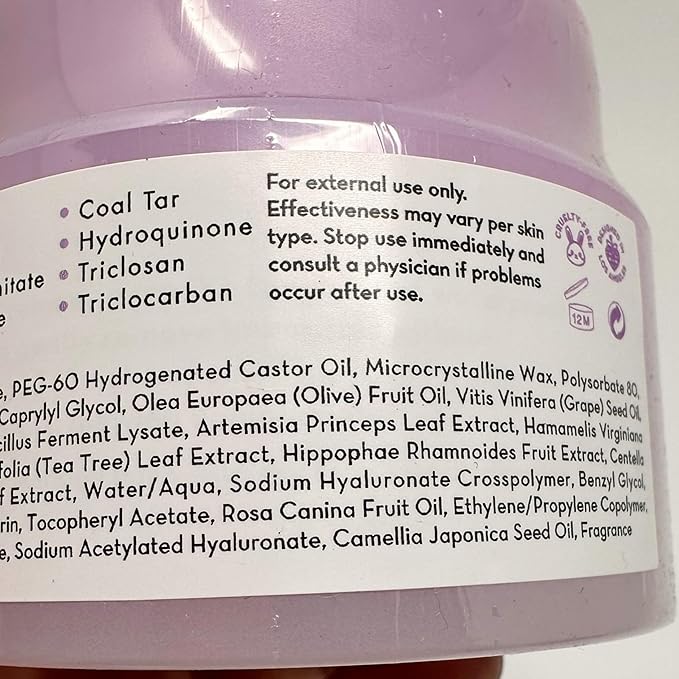 • Coal Tar
• Hydroquinone
• Triclosan
• Triclocarban
For external use only.
Effectiveness may vary per skin
type. Stop use immediately and
consult a physician if problems
occur after use.
CRUELTY-FREE
12M
PEG-60 Hydrogenated Castor Oil, Microcrystalline Wax, Polysorbate 80,
Caprylyl Glycol, Olea Europaea (Olive) Fruit Oil, Vitis Vinifera (Grape) Seed Oil,
Ferment Lysate, Artemisia Princeps Leaf Extract, Hamamelis Virginiana
(Tea Tree) Leaf Extract, Hippophae Rhamnoides Fruit Extract, Centella
Extract, Water/Aqua, Sodium Hyaluronate Crosspolymer, Benzyl Glycol,
Tocopheryl Acetate, Rosa Canina Fruit Oil, Ethylene/Propylene Copolymer,
Sodium Acetylated Hyaluronate, Camellia Japonica Seed Oil, Fragrance